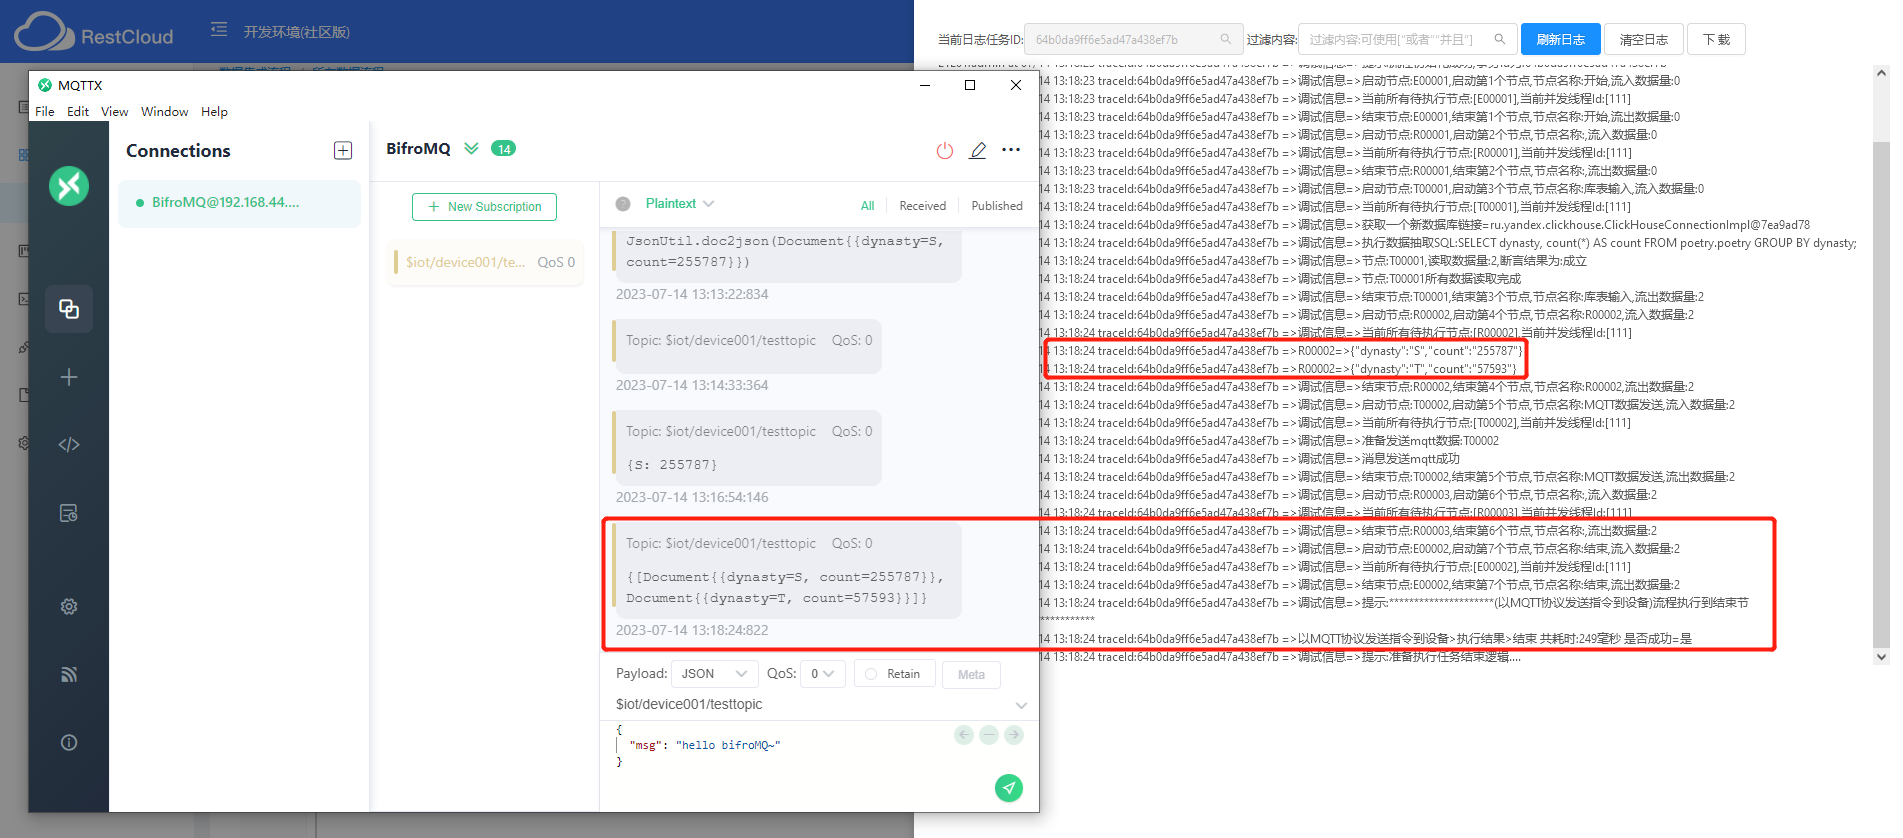 RestCloud
开发环境(社区版)
MQTTX
File Edit View Window Help
Connections
BifroMQ@192.168.44....
BifroMQ
14
New Subscription
$iot/device001/te...
QoS 0
Plaintext
All
Received
Published
JsonUtil.doc2json(Document{{dynasty=S,
count=255787}})
2023-07-14 13:13:22:834
Topic: $iot/device001/testtopic QoS: 0
2023-07-14 13:14:33:364
Topic: $iot/device001/testtopic QoS: 0
{S: 255787}
2023-07-14 13:16:54:146
Topic: $iot/device001/testtopic QoS: 0
{[Document{{dynasty=S, count=255787}},
Document{{dynasty=T, count=57593}}]}
2023-07-14 13:18:24:822
Payload: JSON QoS: 0 Retain Meta
$iot/device001/testtopic
{
"msg": "hello bifroMQ~"
}
当前日志任务ID: 64b0da9ff6e5ad47a438ef7b 过滤内容: 过滤内容:可使用["或者""并且"] 刷新日志 清空日志 下 载
14 13:18:23 traceId:64b0da9ff6e5ad47a438ef7b =>调试信息=>启动节点:E00001,启动第1个节点,节点名称:开始,流入数据量:0
14 13:18:23 traceId:64b0da9ff6e5ad47a438ef7b =>调试信息=>当前所有待执行节点:[E00001],当前并发线程Id:[111]
14 13:18:23 traceId:64b0da9ff6e5ad47a438ef7b =>调试信息=>结束节点:E00001,结束第1个节点,节点名称:开始,流出数据量:0
14 13:18:23 traceId:64b0da9ff6e5ad47a438ef7b =>调试信息=>启动节点:R00001,启动第2个节点,节点名称:,流入数据量:0
14 13:18:23 traceId:64b0da9ff6e5ad47a438ef7b =>调试信息=>当前所有待执行节点:[R00001],当前并发线程Id:[111]
14 13:18:23 traceId:64b0da9ff6e5ad47a438ef7b =>调试信息=>结束节点:R00001,结束第2个节点,节点名称:,流出数据量:0
14 13:18:23 traceId:64b0da9ff6e5ad47a438ef7b =>调试信息=>启动节点:T00001,启动第3个节点,节点名称:库表输入,流入数据量:0
14 13:18:24 traceId:64b0da9ff6e5ad47a438ef7b =>调试信息=>当前所有待执行节点:[T00001],当前并发线程Id:[111]
14 13:18:24 traceId:64b0da9ff6e5ad47a438ef7b =>调试信息=>获取一个新数据库链接=ru.yandex.clickhouse.ClickHouseConnectionImpl@7ea9ad78
14 13:18:24 traceId:64b0da9ff6e5ad47a438ef7b =>调试信息=>执行数据抽取SQL:SELECT dynasty, count(*) AS count FROM poetry.poetry GROUP BY dynasty;
14 13:18:24 traceId:64b0da9ff6e5ad47a438ef7b =>调试信息=>节点:T00001,读取数据量:2,断言结果为:成立
14 13:18:24 traceId:64b0da9ff6e5ad47a438ef7b =>调试信息=>节点:T00001所有数据读取完成
14 13:18:24 traceId:64b0da9ff6e5ad47a438ef7b =>调试信息=>结束节点:T00001,结束第3个节点,节点名称:库表输入,流出数据量:2
14 13:18:24 traceId:64b0da9ff6e5ad47a438ef7b =>调试信息=>启动节点:R00002,启动第4个节点,节点名称:R00002,流入数据量:2
14 13:18:24 traceId:64b0da9ff6e5ad47a438ef7b =>调试信息=>当前所有待执行节点:[R00002],当前并发线程Id:[111]
14 13:18:24 traceId:64b0da9ff6e5ad47a438ef7b =>R00002=>{"dynasty":"S","count":"255787"}
14 13:18:24 traceId:64b0da9ff6e5ad47a438ef7b =>R00002=>{"dynasty":"T","count":"57593"}
14 13:18:24 traceId:64b0da9ff6e5ad47a438ef7b =>调试信息=>结束节点:R00002,结束第4个节点,节点名称:R00002,流出数据量:2
14 13:18:24 traceId:64b0da9ff6e5ad47a438ef7b =>调试信息=>启动节点:T00002,启动第5个节点,节点名称:MQTT数据发送,流入数据量:2
14 13:18:24 traceId:64b0da9ff6e5ad47a438ef7b =>调试信息=>当前所有待执行节点:[T00002],当前并发线程Id:[111]
14 13:18:24 traceId:64b0da9ff6e5ad47a438ef7b =>调试信息=>准备发送mqtt数据:T00002
14 13:18:24 traceId:64b0da9ff6e5ad47a438ef7b =>调试信息=>消息发送mqtt成功
14 13:18:24 traceId:64b0da9ff6e5ad47a438ef7b =>调试信息=>结束节点:T00002,结束第5个节点,节点名称:MQTT数据发送,流出数据量:2
14 13:18:24 traceId:64b0da9ff6e5ad47a438ef7b =>调试信息=>启动节点:R00003,启动第6个节点,节点名称:,流入数据量:2
14 13:18:24 traceId:64b0da9ff6e5ad47a438ef7b =>调试信息=>当前所有待执行节点:[R00003],当前并发线程Id:[111]
14 13:18:24 traceId:64b0da9ff6e5ad47a438ef7b =>调试信息=>结束节点:R00003,结束第6个节点,节点名称:,流出数据量:2
14 13:18:24 traceId:64b0da9ff6e5ad47a438ef7b =>调试信息=>启动节点:E00002,启动第7个节点,节点名称:结束,流入数据量:2
14 13:18:24 traceId:64b0da9ff6e5ad47a438ef7b =>调试信息=>当前所有待执行节点:[E00002],当前并发线程Id:[111]
14 13:18:24 traceId:64b0da9ff6e5ad47a438ef7b =>调试信息=>结束节点:E00002,结束第7个节点,节点名称:结束,流出数据量:2
14 13:18:24 traceId:64b0da9ff6e5ad47a438ef7b =>调试信息=>提示:*********************(以MQTT协议发送指令到设备)流程执行到结束节
***********
14 13:18:24 traceId:64b0da9ff6e5ad47a438ef7b =>以MQTT协议发送指令到设备>执行结果>结束 共耗时:249毫秒 是否成功=是
14 13:18:24 traceId:64b0da9ff6e5ad47a438ef7b =>调试信息=>提示:准备执行任务结束逻辑....